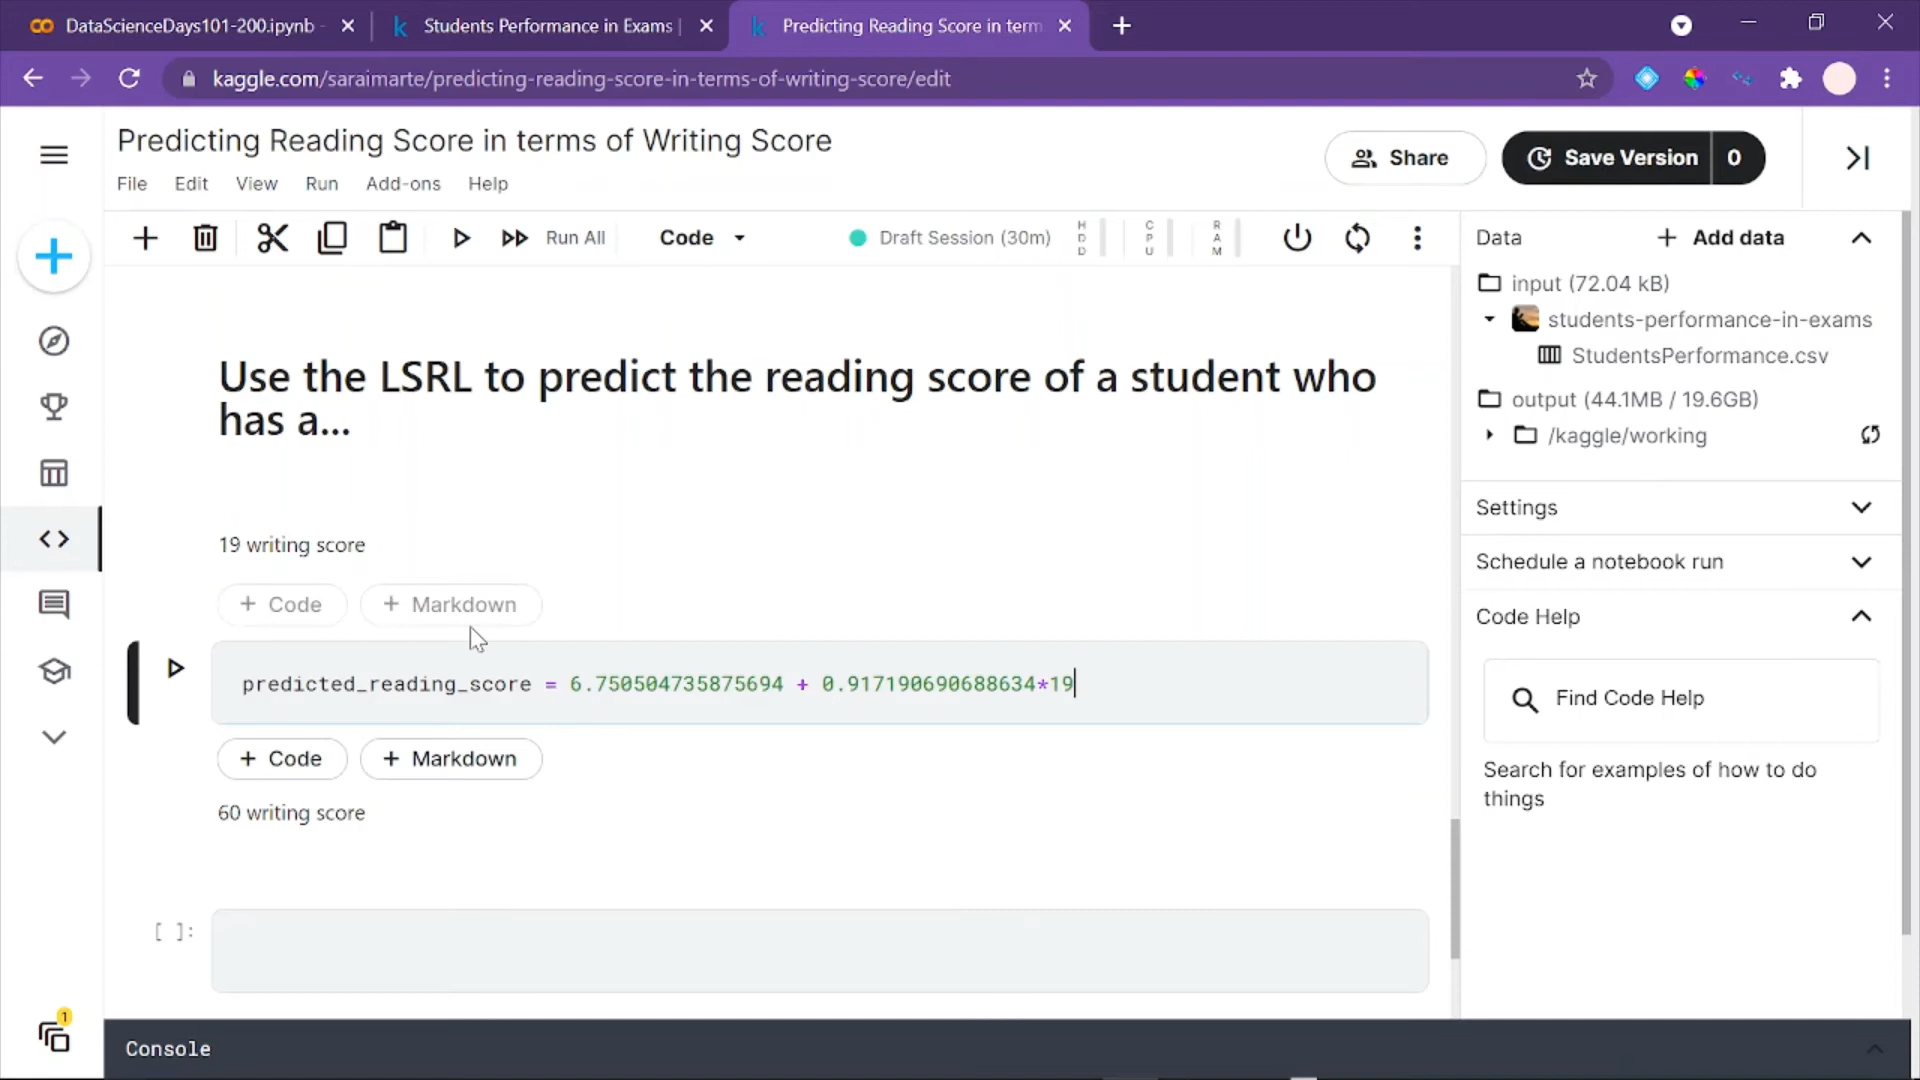 DataScienceDays101-200.ipynb -
Students Performance in Exams |
Predicting Reading Score in term
kaggle.com/saraimarte/predicting-reading-score-in-terms-of-writing-score/edit
Predicting Reading Score in terms of Writing Score
File Edit View Run Add-ons Help
Share
Save Version 0
Run All
Code
Draft Session (30m)
HDD
CPU
RAM
Data
+ Add data
input (72.04 kB)
students-performance-in-exams
StudentsPerformance.csv
output (44.1MB / 19.6GB)
/kaggle/working
Settings
Schedule a notebook run
Code Help
Find Code Help
Search for examples of how to do
things
Use the LSRL to predict the reading score of a student who
has a...
19 writing score
+ Code + Markdown
predicted_reading_score = 6.750504735875694 + 0.917190690688634*19
+ Code + Markdown
60 writing score
[ ]:
1
Console